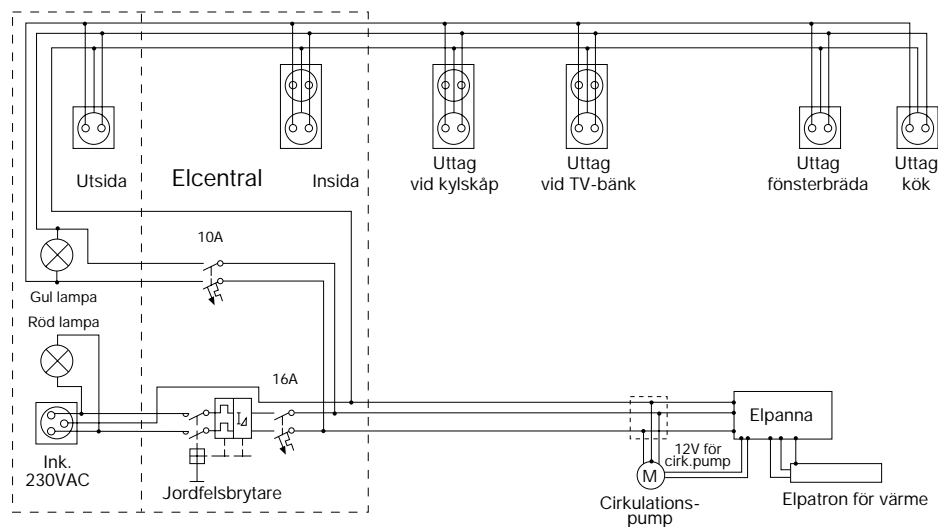 Utsida
Elcentral
Insida
Uttag
vid kylskåp
Uttag
vid TV-bänk
Uttag
fönsterbräda
Uttag
kök
10A
Gul lampa
Röd lampa
16A
I⊿
Ink.
230VAC
Jordfelsbrytare
12V för
cirk.pump
M
Cirkulations-
pump
Elpanna
Elpatron för värme